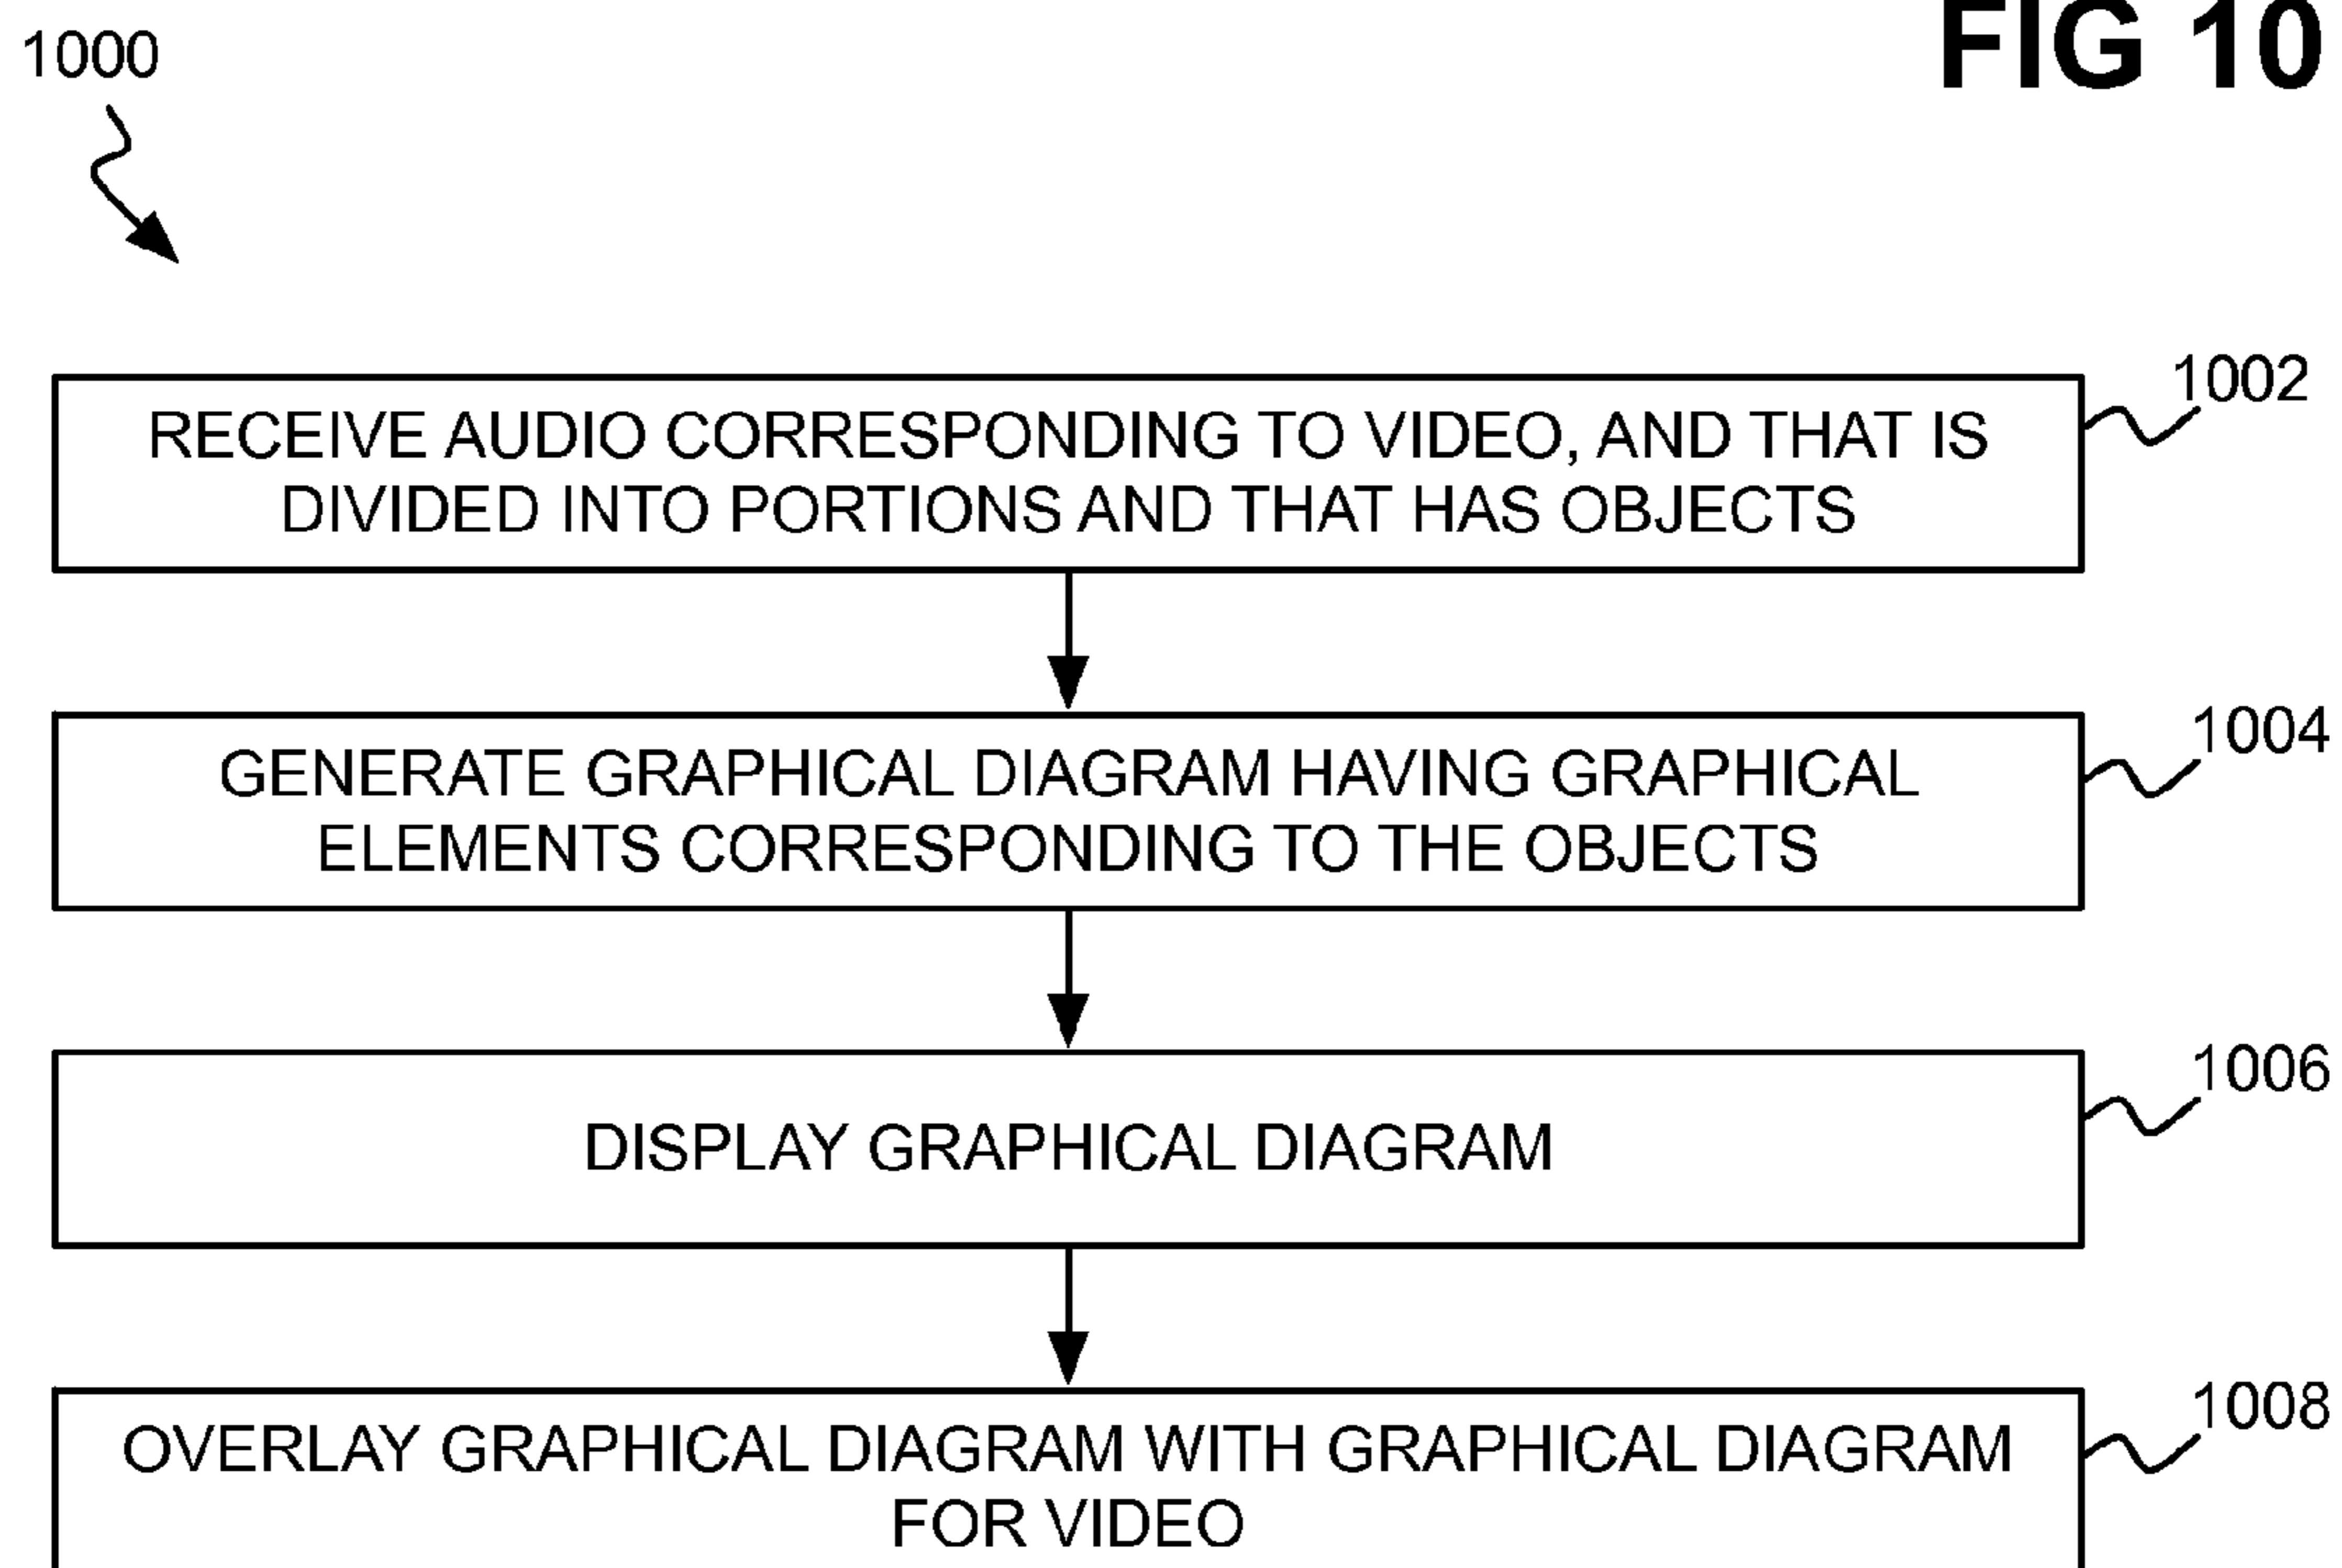 FIG 10
1000
1002
RECEIVE AUDIO CORRESPONDING TO VIDEO, AND THAT IS
DIVIDED INTO PORTIONS AND THAT HAS OBJECTS
1004
GENERATE GRAPHICAL DIAGRAM HAVING GRAPHICAL
ELEMENTS CORRESPONDING TO THE OBJECTS
1006
DISPLAY GRAPHICAL DIAGRAM
1008
OVERLAY GRAPHICAL DIAGRAM WITH GRAPHICAL DIAGRAM
FOR VIDEO